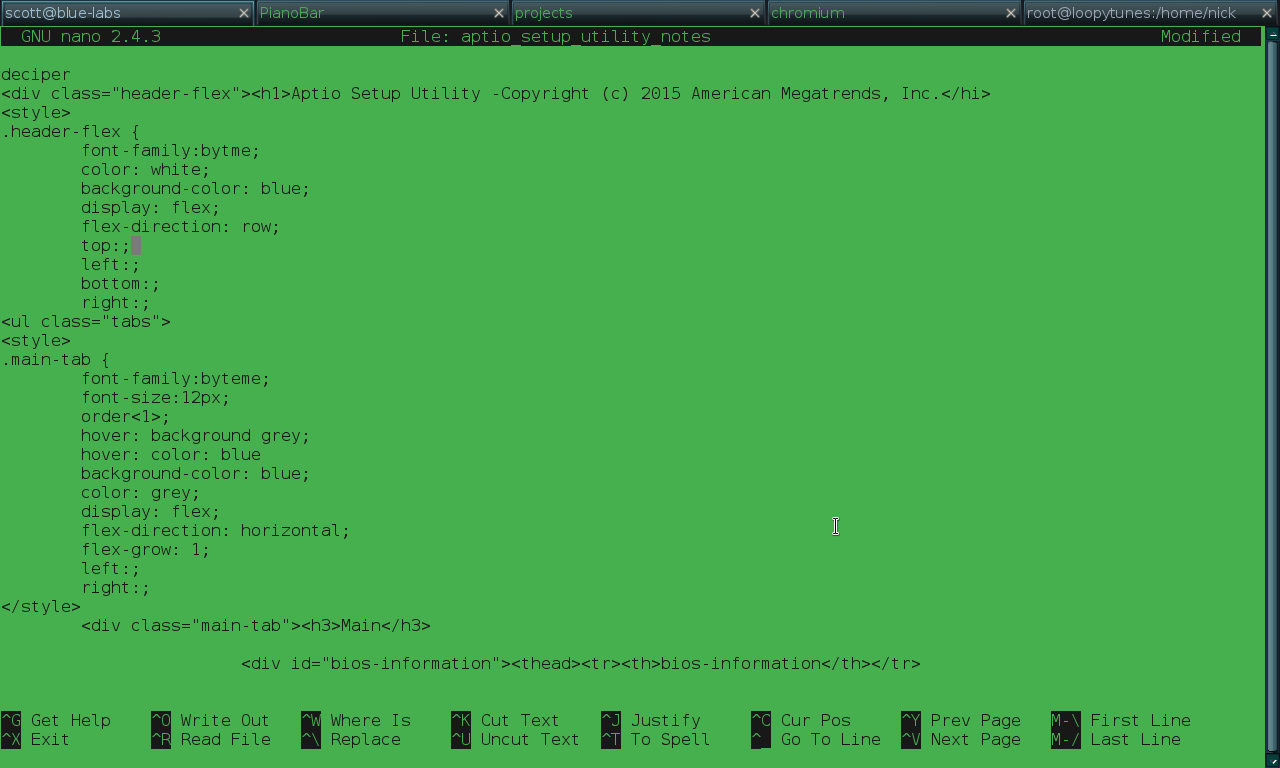 scott@blue-labs PianoBar projects chromium root@loopytunes:/home/nick
GNU nano 2.4.3 File: aptio_setup_utility_notes Modified
deciper
<div class="header-flex"><h1>Aptio Setup Utility -Copyright (c) 2015 American Megatrends, Inc.</hi>
<style>
.header-flex {
font-family:bytme;
color: white;
background-color: blue;
display: flex;
flex-direction: row;
top:;
left:;
bottom:;
right:;
<ul class="tabs">
<style>
.main-tab {
font-family:byteme;
font-size:12px;
order<1>;
hover: background grey;
hover: color: blue
background-color: blue;
color: grey;
display: flex;
flex-direction: horizontal;
flex-grow: 1;
left:;
right:;
</style>
<div class="main-tab"><h3>Main</h3>
<div id="bios-information"><thead><tr><th>bios-information</th></tr>
^G Get Help ^O Write Out ^W Where Is ^K Cut Text ^J Justify ^C Cur Pos ^Y Prev Page M-\ First Line
^X Exit ^R Read File ^\ Replace ^U Uncut Text ^T To Spell ^_ Go To Line ^V Next Page M-/ Last Line